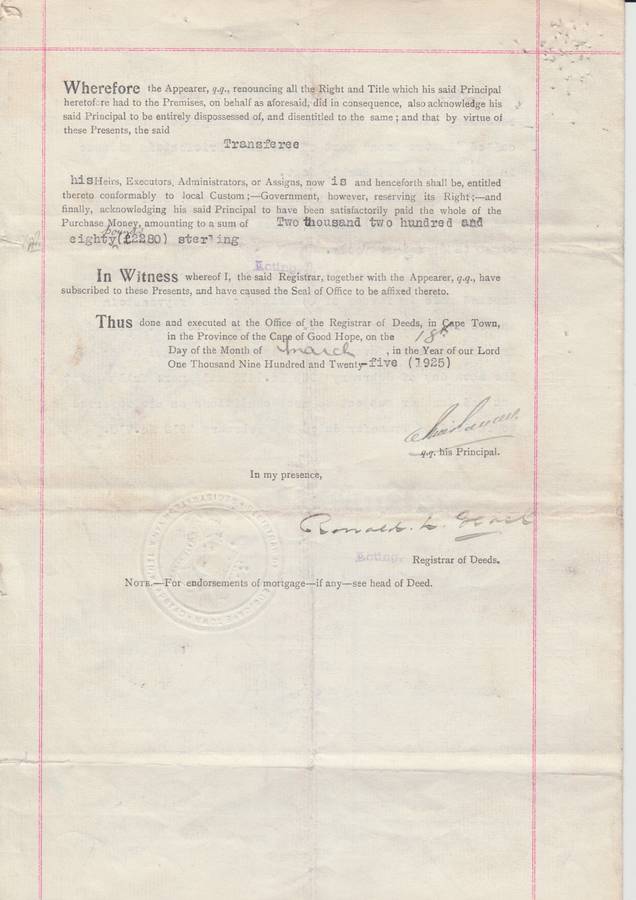 Wherefore the Appearer, q.q., renouncing all the Right and Title which his said Principal
heretofore had to the Premises, on behalf as aforesaid, did in consequence, also acknowledge his
said Principal to be entirely dispossessed of, and disentitled to the same; and that by virtue of
these Presents, the said
Transferee
his Heirs, Executors, Administrators, or Assigns, now is and henceforth shall be, entitled
thereto conformably to local Custom;—Government, however, reserving its Right;—and
finally, acknowledging his said Principal to have been satisfactorily paid the whole of the
Purchase Money, amounting to a sum of Two thousand two hundred and
pounds
eighty (£2280) sterling
Acting
In Witness whereof I, the said Registrar, together with the Appearer, q.q., have
subscribed to these Presents, and have caused the Seal of Office to be affixed thereto.
Thus done and executed at the Office of the Registrar of Deeds, in Cape Town,
in the Province of the Cape of Good Hope, on the 18th
Day of the Month of March , in the Year of our Lord
One Thousand Nine Hundred and Twenty-five (1925)
q.q. his Principal.
In my presence,
Ronald
Acting. Registrar of Deeds.
NOTE.—For endorsements of mortgage—if any—see head of Deed.